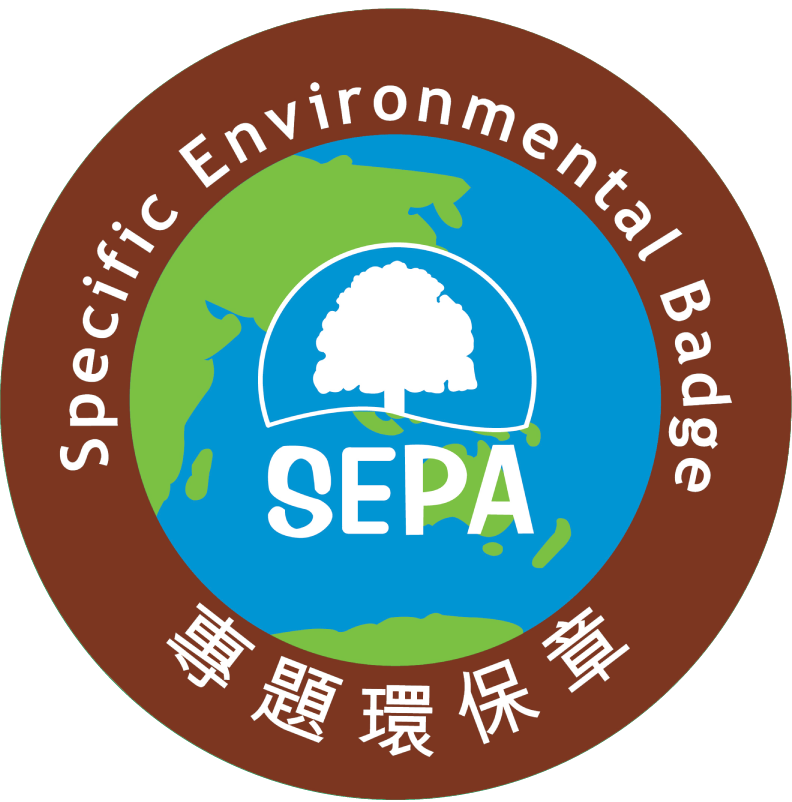 Specific Environmental Badge
SEPA
專題環保章